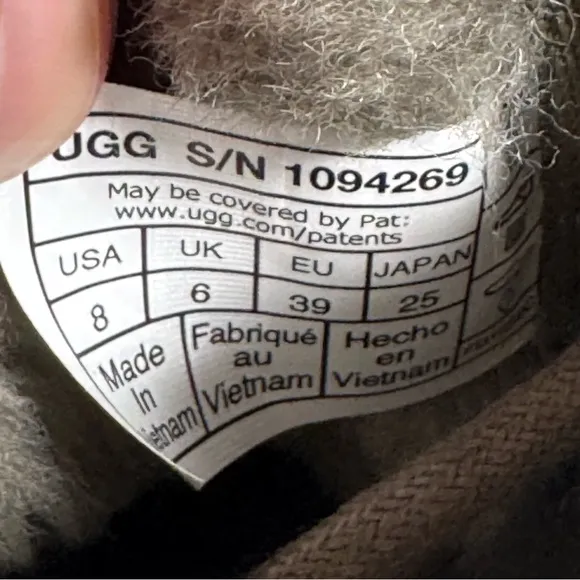 UGG S/N 1094269
May be covered by Pat:
www.ugg.com/patents
USA UK EU JAPAN
8 6 39 25
Made In Vietnam
Fabriqué au Vietnam
Hecho en Vietnam